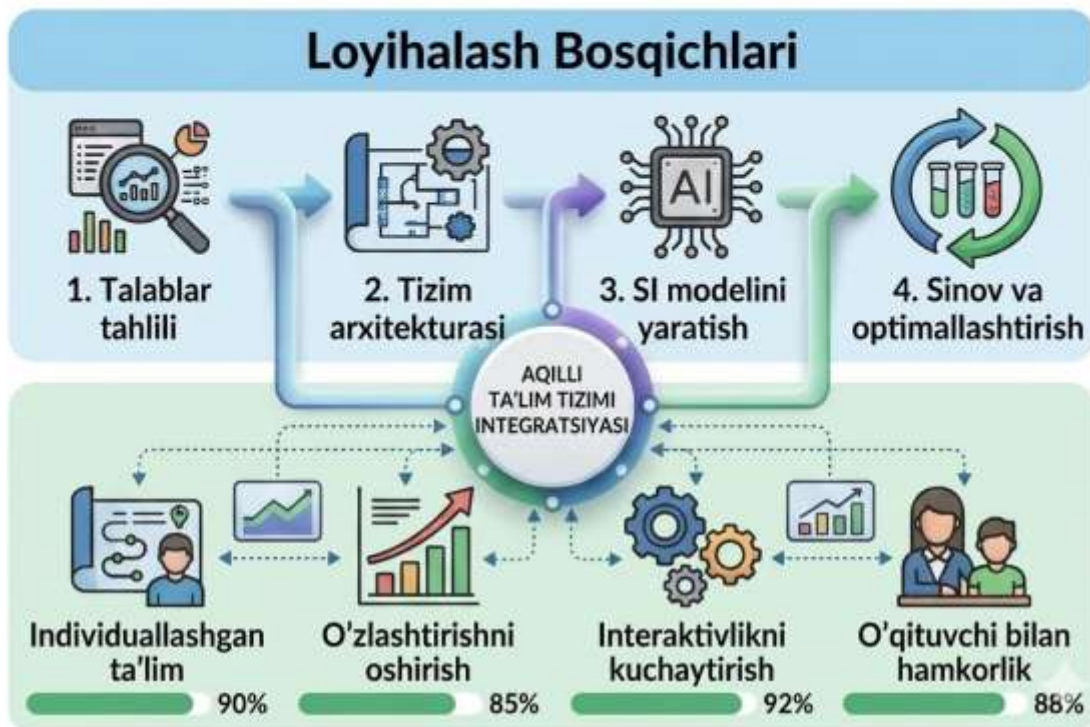 Loyihalash Bosqichlari
AI
1. Talablar
tahlili
2. Tizim
arxitekturasi
3. SI modelini
yaratish
4. Sinov va
optimallashtirish
AQILLI
TA'LIM TIZIMI
INTEGRATSIYASI
Individuallashgan
ta'lim
90%
O'zlashtirishni
oshirish
85%
Interaktivlikni
kuchaytirish
92%
O'qituvchi bilan
hamkorlik
88%